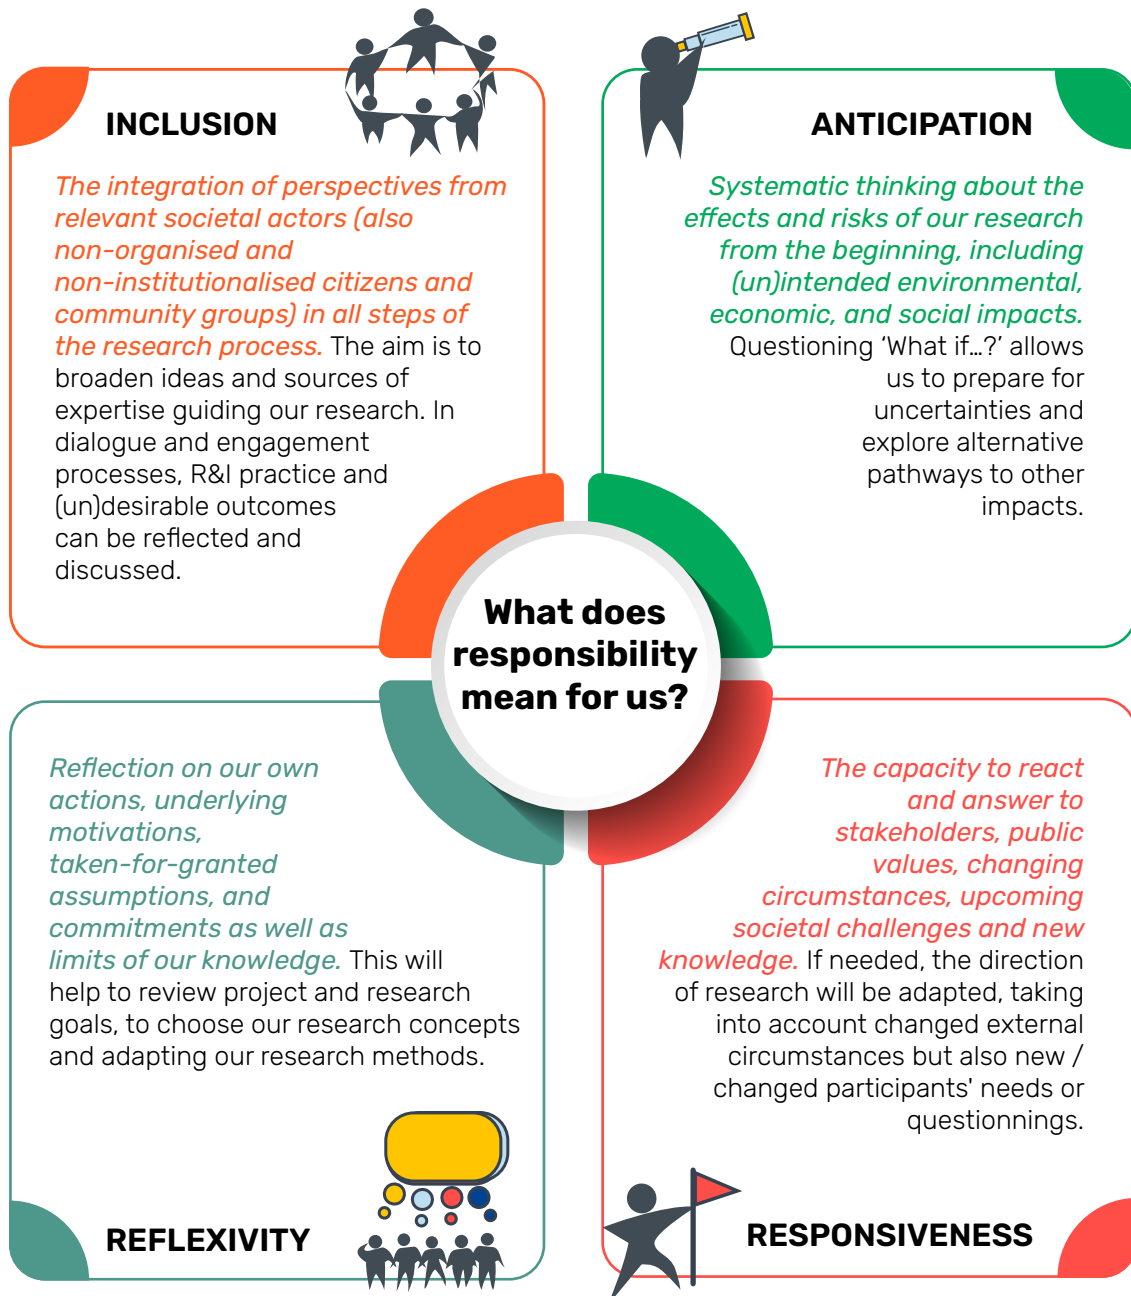 INCLUSION
The integration of perspectives from
relevant societal actors (also
non-organised and
non-institutionalised citizens and
community groups) in all steps of
the research process. The aim is to
broaden ideas and sources of
expertise guiding our research. In
dialogue and engagement
processes, R&I practice and
(un)desirable outcomes
can be reflected and
discussed.
ANTICIPATION
Systematic thinking about the
effects and risks of our research
from the beginning, including
(un)intended environmental,
economic, and social impacts.
Questioning ‘What if…?’ allows
us to prepare for
uncertainties and
explore alternative
pathways to other
impacts.
What does
responsibility
mean for us?
Reflection on our own
actions, underlying
motivations,
taken-for-granted
assumptions, and
commitments as well as
limits of our knowledge. This will
help to review project and research
goals, to choose our research concepts
and adapting our research methods.
REFLEXIVITY
The capacity to react
and answer to
stakeholders, public
values, changing
circumstances, upcoming
societal challenges and new
knowledge. If needed, the direction
of research will be adapted, taking
into account changed external
circumstances but also new /
changed participants' needs or
questionnings.
RESPONSIVENESS